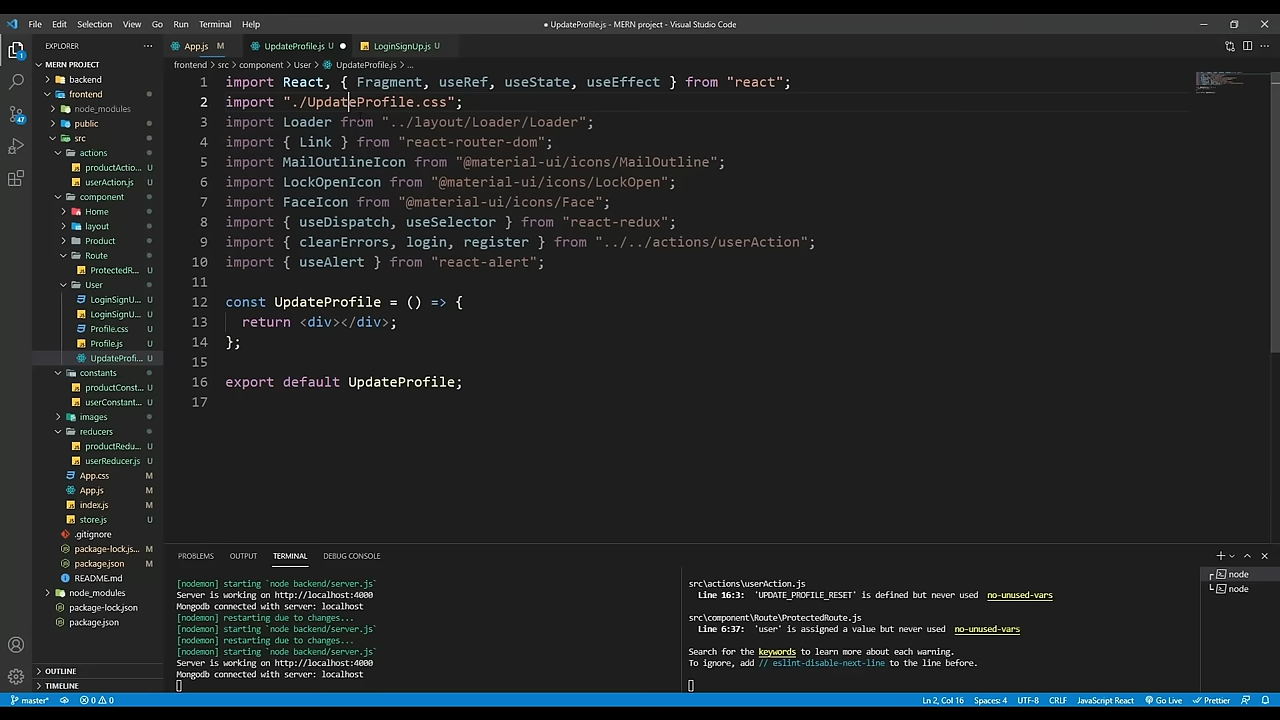 File Edit Selection View Go Run Terminal Help
● UpdateProfile.js - MERN project - Visual Studio Code
EXPLORER
App.js M
UpdateProfile.js U ●
LoginSignUp.js U
MERN PROJECT
frontend > src > component > User > UpdateProfile.js > ...
backend
frontend
node_modules
public
src
actions
productActio... U
userAction.js U
component
Home
layout
Product
Route
ProtectedR... U
User
LoginSignU... U
LoginSignU... U
Profile.css U
Profile.js U
UpdateProfi... U
constants
productConst... U
userConstant... U
images
reducers
productRedu... U
userReducer.js U
App.css M
App.js M
index.js M
store.js U
.gitignore
package-lock.js... M
package.json M
README.md
node_modules
package-lock.json
package.json
OUTLINE
TIMELINE
1 import React, { Fragment, useRef, useState, useEffect } from "react";
2 import "./UpdateProfile.css";
3 import Loader from "../layout/Loader/Loader";
4 import { Link } from "react-router-dom";
5 import MailOutlineIcon from "@material-ui/icons/MailOutline";
6 import LockOpenIcon from "@material-ui/icons/LockOpen";
7 import FaceIcon from "@material-ui/icons/Face";
8 import { useDispatch, useSelector } from "react-redux";
9 import { clearErrors, login, register } from "../../actions/userAction";
10 import { useAlert } from "react-alert";
11
12 const UpdateProfile = () => {
13 return <div></div>;
14 };
15
16 export default UpdateProfile;
17
PROBLEMS OUTPUT TERMINAL DEBUG CONSOLE
[nodemon] starting `node backend/server.js`
Server is working on http://localhost:4000
Mongodb connected with server: localhost
[nodemon] restarting due to changes...
[nodemon] starting `node backend/server.js`
[nodemon] restarting due to changes...
[nodemon] starting `node backend/server.js`
Server is working on http://localhost:4000
Mongodb connected with server: localhost
src\actions\userAction.js
Line 16:3: 'UPDATE_PROFILE_RESET' is defined but never used no-unused-vars
src\component\Route\ProtectedRoute.js
Line 6:37: 'user' is assigned a value but never used no-unused-vars
Search for the keywords to learn more about each warning.
To ignore, add // eslint-disable-next-line to the line before.
node
node
1
47
master* 0 0
Ln 2, Col 16 Spaces: 4 UTF-8 CRLF JavaScript React Go Live Prettier